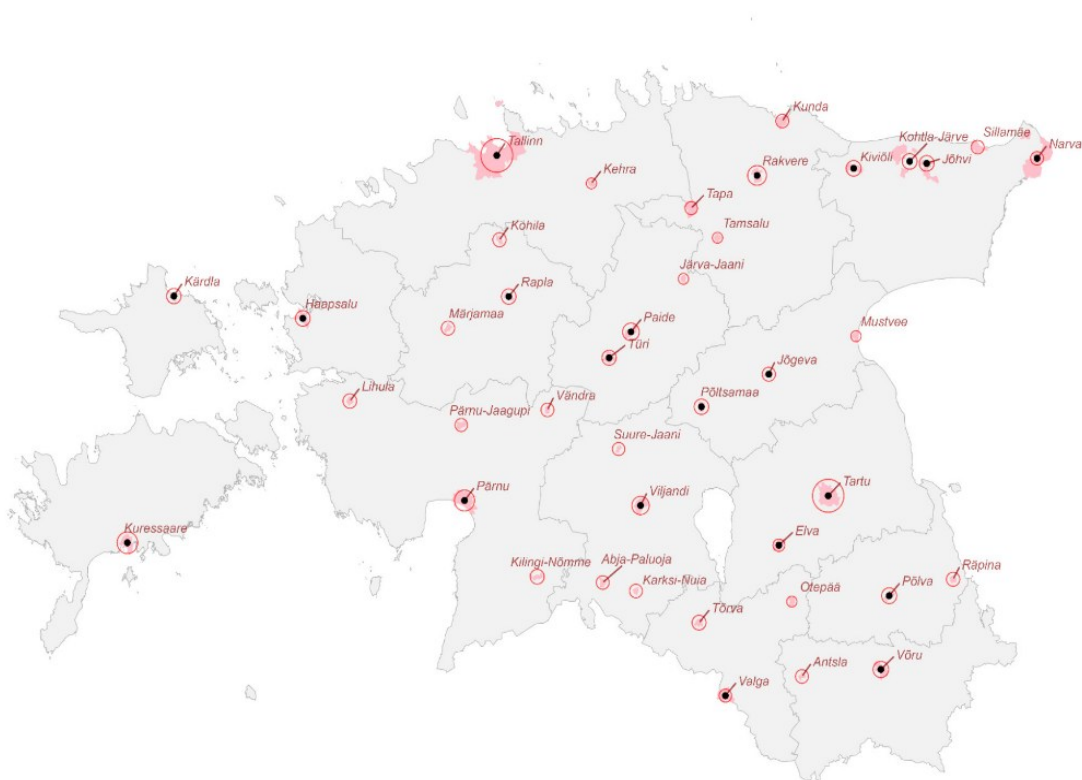 Kunda
Tallinn
Kohtla-Järve
Sillamäe
Narva
Kehra
Rakvere
Kiviõli
Jõhvi
Tapa
Tamsalu
Kohila
Järva-Jaani
Kärdla
Rapla
Haapsalu
Märjamaa
Paide
Mustvee
Türi
Jõgeva
Lihula
Vändra
Põltsamaa
Pärnu-Jaagupi
Suure-Jaani
Tartu
Pärnu
Viljandi
Kuressaare
Elva
Kilingi-Nõmme
Abja-Paluoja
Karksi-Nuia
Räpina
Otepää
Põlva
Tõrva
Antsla
Võru
Valga